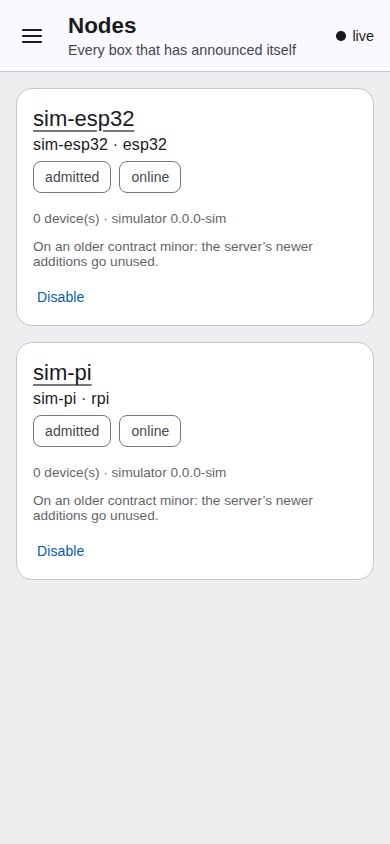 Nodes
Every box that has announced itself
live
sim-esp32
sim-esp32 · esp32
admitted
online
0 device(s) · simulator 0.0.0-sim
On an older contract minor: the server’s newer
additions go unused.
Disable
sim-pi
sim-pi · rpi
admitted
online
0 device(s) · simulator 0.0.0-sim
On an older contract minor: the server’s newer
additions go unused.
Disable